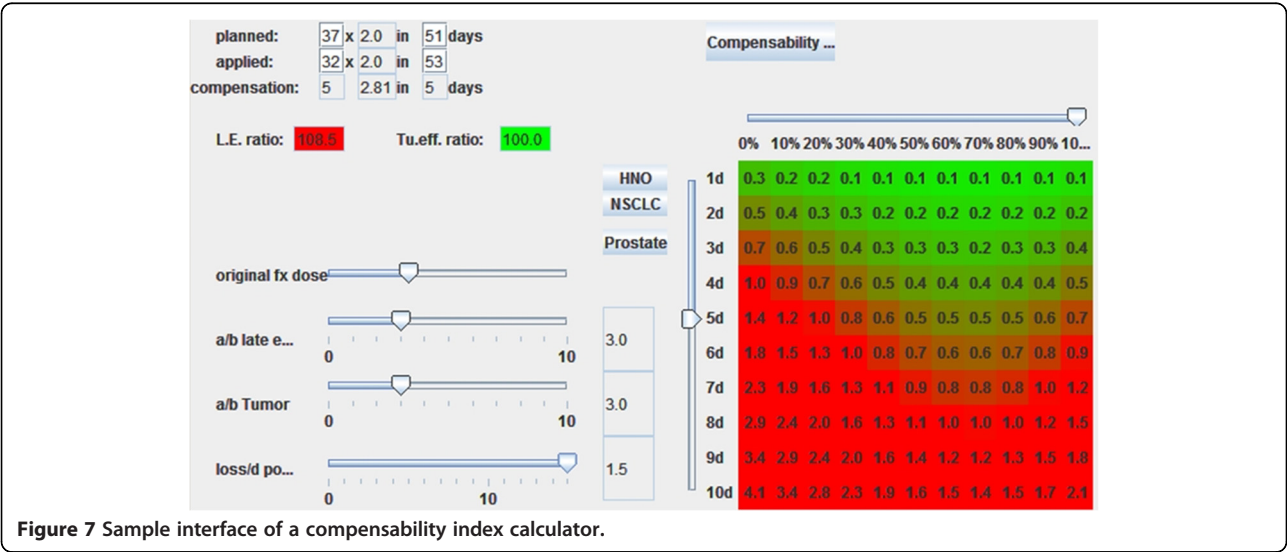 planned: 37 x 2.0 in 51 days
applied: 32 x 2.0 in 53
compensation: 5 2.81 in 5 days
Compensability ...
L.E. ratio: 108.5 Tu.eff. ratio: 100.0
0% 10% 20% 30% 40% 50% 60% 70% 80% 90% 10...
HNO
NSCLC
Prostate
1d 0.3 0.2 0.2 0.1 0.1 0.1 0.1 0.1 0.1 0.1 0.1
2d 0.5 0.4 0.3 0.3 0.2 0.2 0.2 0.2 0.2 0.2 0.2
3d 0.7 0.6 0.5 0.4 0.3 0.3 0.3 0.2 0.3 0.3 0.4
4d 1.0 0.9 0.7 0.6 0.5 0.4 0.4 0.4 0.4 0.4 0.5
5d 1.4 1.2 1.0 0.8 0.6 0.5 0.5 0.5 0.5 0.6 0.7
6d 1.8 1.5 1.3 1.0 0.8 0.7 0.6 0.6 0.7 0.8 0.9
7d 2.3 1.9 1.6 1.3 1.1 0.9 0.8 0.8 0.8 1.0 1.2
8d 2.9 2.4 2.0 1.6 1.3 1.1 1.0 1.0 1.0 1.2 1.5
9d 3.4 2.9 2.4 2.0 1.6 1.4 1.2 1.2 1.3 1.5 1.8
10d 4.1 3.4 2.8 2.3 1.9 1.6 1.5 1.4 1.5 1.7 2.1
original fx dose
a/b late e... 3.0
0 10
a/b Tumor 3.0
0 10
loss/d po... 1.5
0 10
Figure 7 Sample interface of a compensability index calculator.